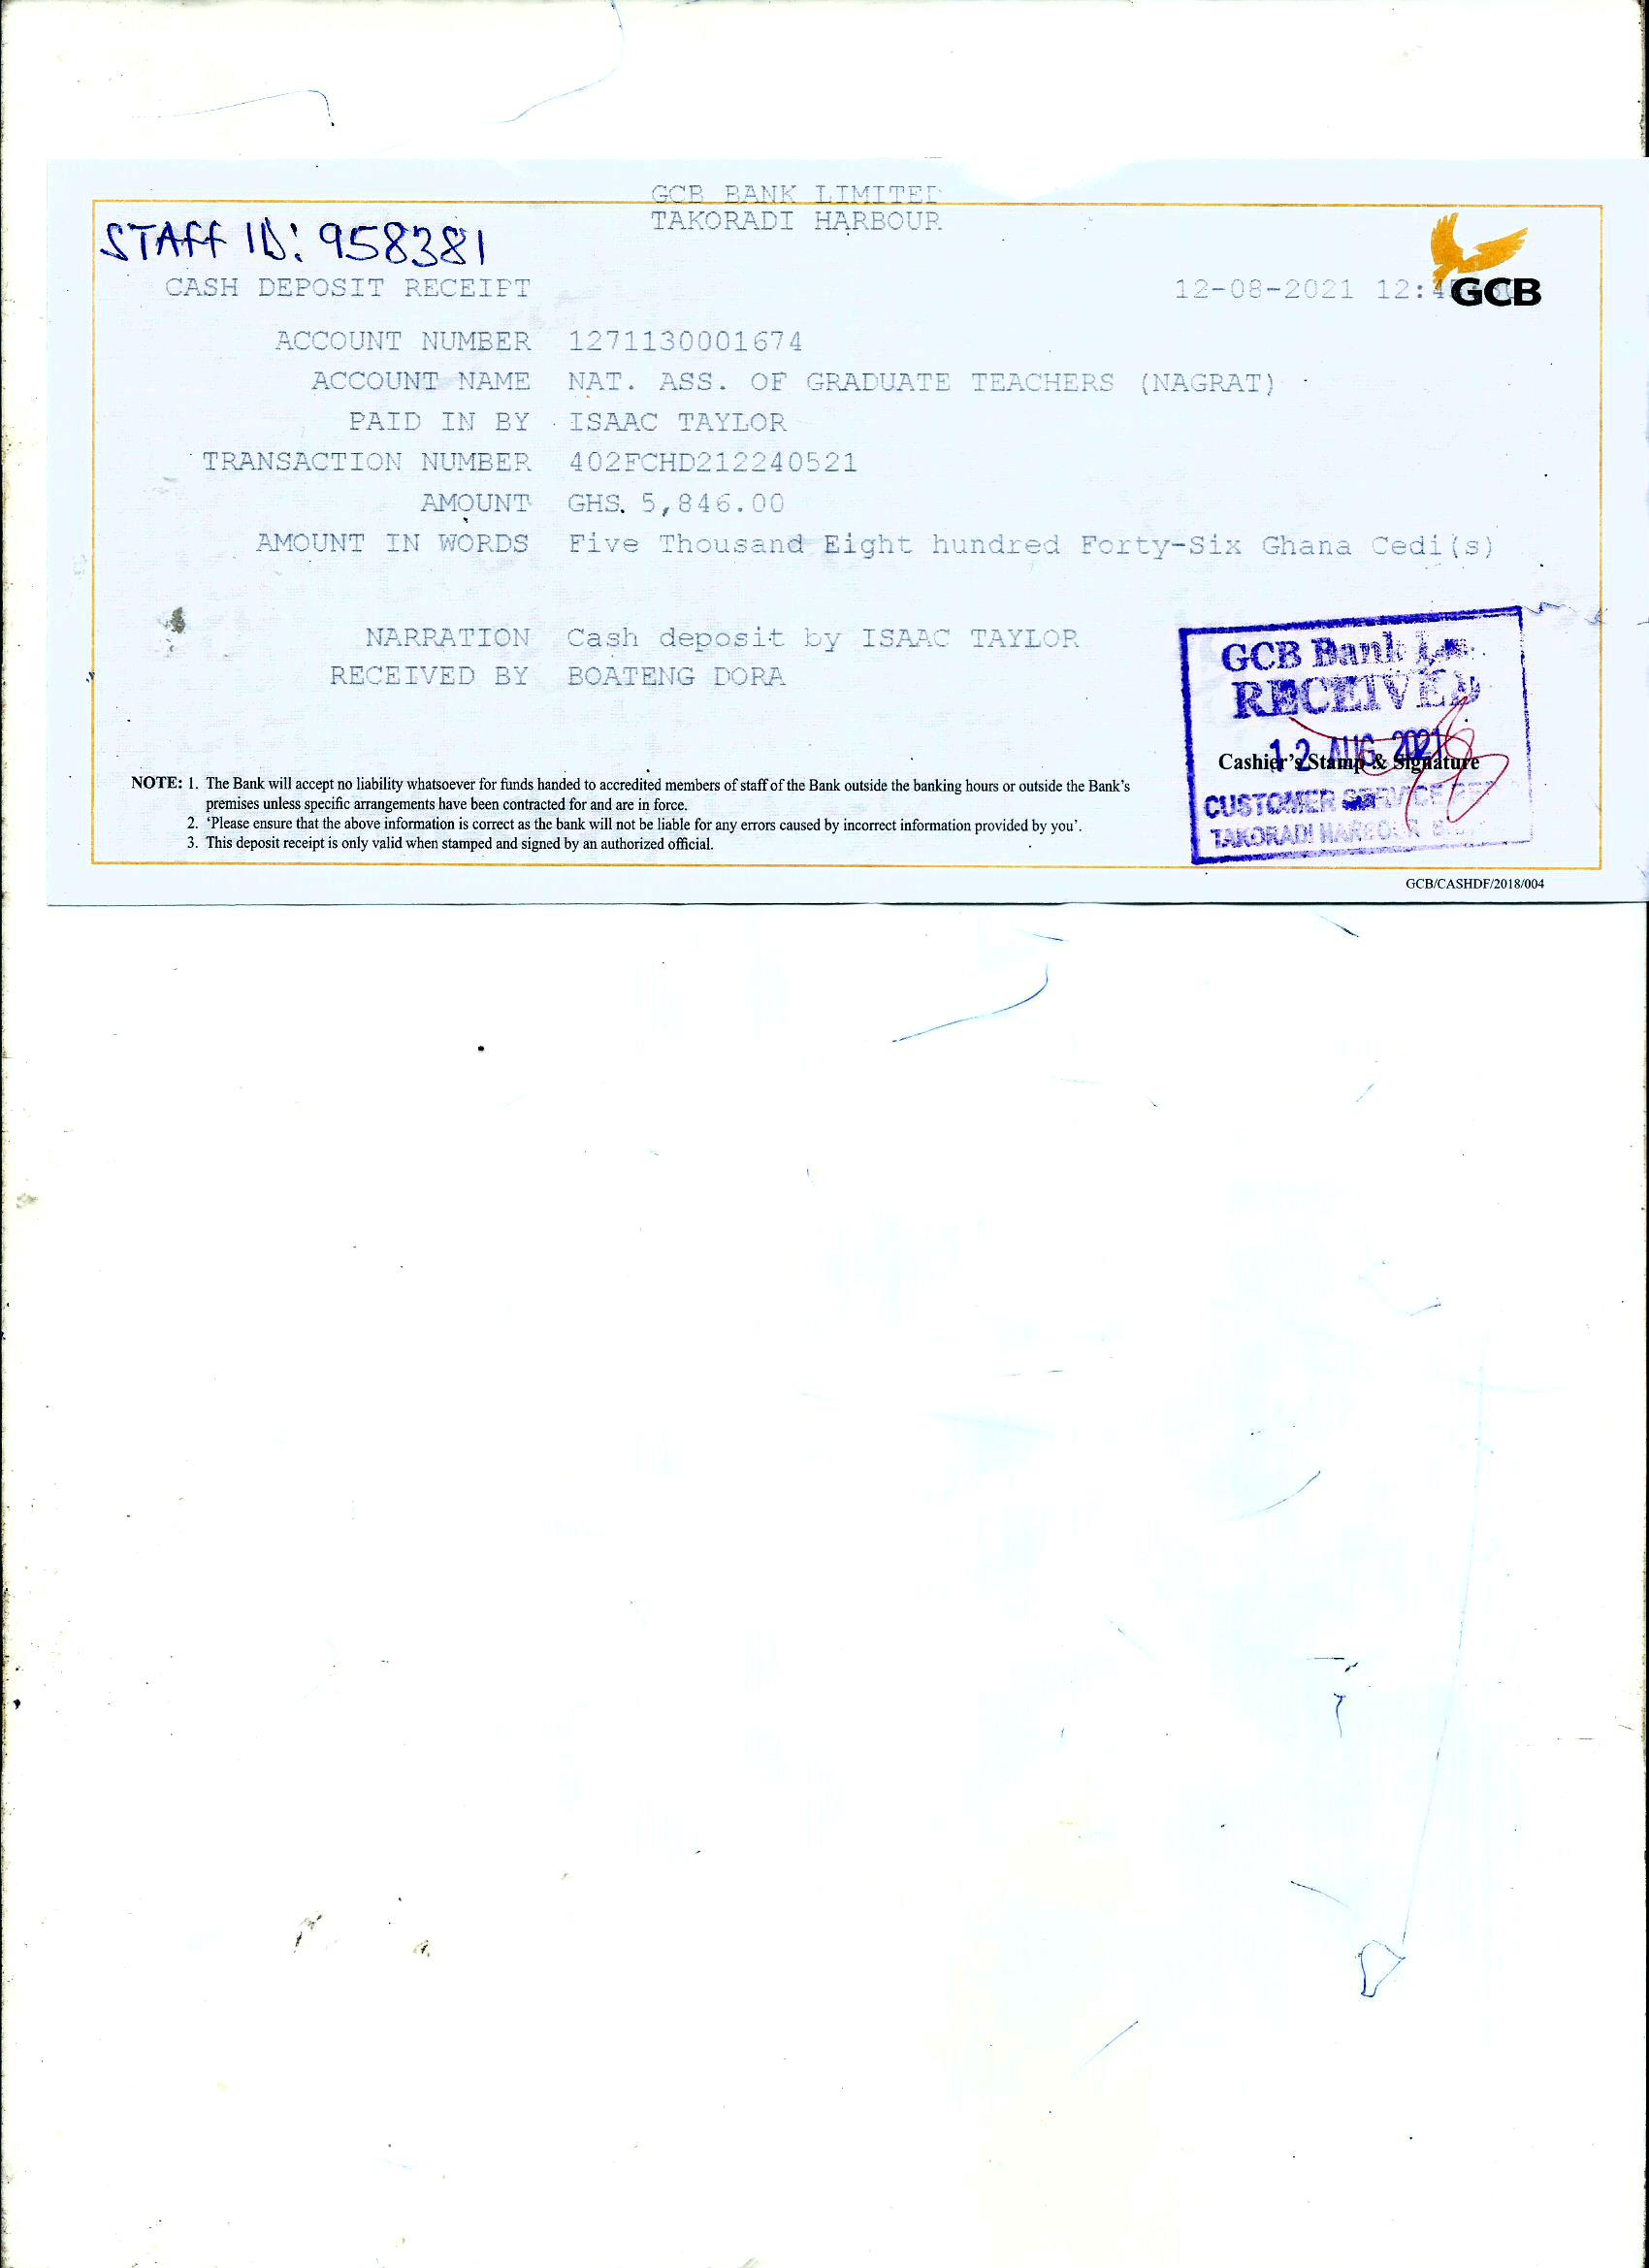 GCB BANK LIMITED
TAKORADI HARBOUR
STAFF ID: 958381
GCB
CASH DEPOSIT RECEIPT 12-08-2021
ACCOUNT NUMBER 1271130001674
ACCOUNT NAME NAT. ASS. OF GRADUATE TEACHERS (NAGRAT)
PAID IN BY ISAAC TAYLOR
TRANSACTION NUMBER 402FCHD212240521
AMOUNT GHS. 5,846.00
AMOUNT IN WORDS Five Thousand Eight hundred Forty-Six Ghana Cedi(s)
NARRATION Cash deposit by ISAAC TAYLOR
RECEIVED BY BOATENG DORA
GCB Bank
RECEIVED
12 AUG 2021
Cashier's Stamp & Signature
CUSTOMER SERVICE
TAKORADI HARBOUR
NOTE: 1. The Bank will accept no liability whatsoever for funds handed to accredited members of staff of the Bank outside the banking hours or outside the Bank's
premises unless specific arrangements have been contracted for and are in force.
2. 'Please ensure that the above information is correct as the bank will not be liable for any errors caused by incorrect information provided by you'.
3. This deposit receipt is only valid when stamped and signed by an authorized official.
GCB/CASHDF/2018/004